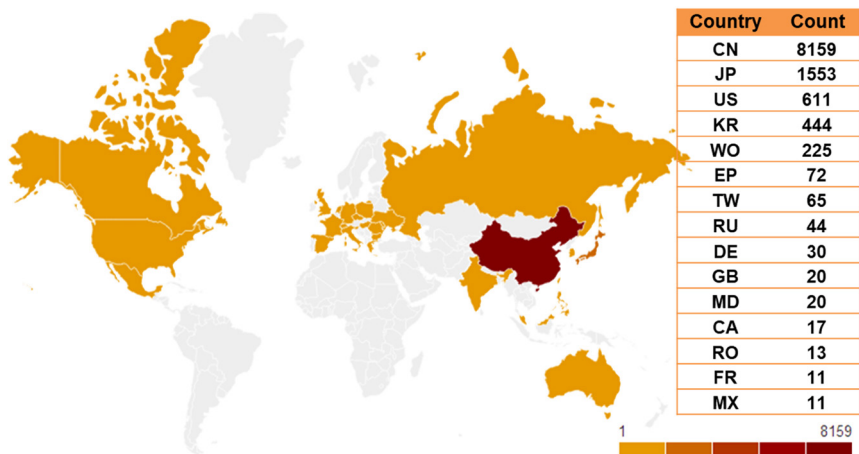 Country Count
CN 8159
JP 1553
US 611
KR 444
WO 225
EP 72
TW 65
RU 44
DE 30
GB 20
MD 20
CA 17
RO 13
FR 11
MX 11
1 8159